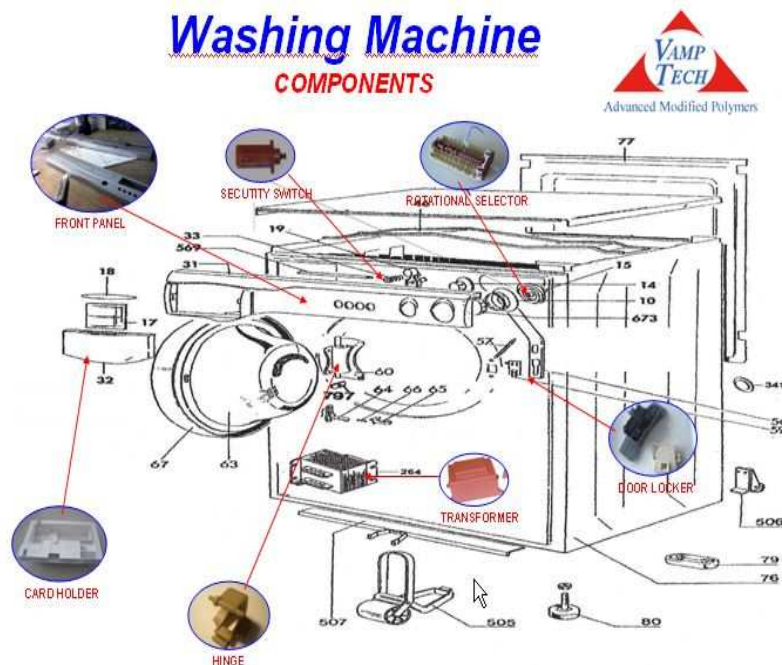 Washing Machine
COMPONENTS
VAMP
TECH
Advanced Modified Polymers
77
SECUTITY SWITCH
ROTATIONAL SELECTOR
FRONT PANEL
33
19
569
31
15
18
14
10
673
17
57
32
60
341
64
66
65
67
63
264
DOOR LOCKER
TRANSFORMER
500
79
76
CARD HOLDER
507
505
80
HINGE